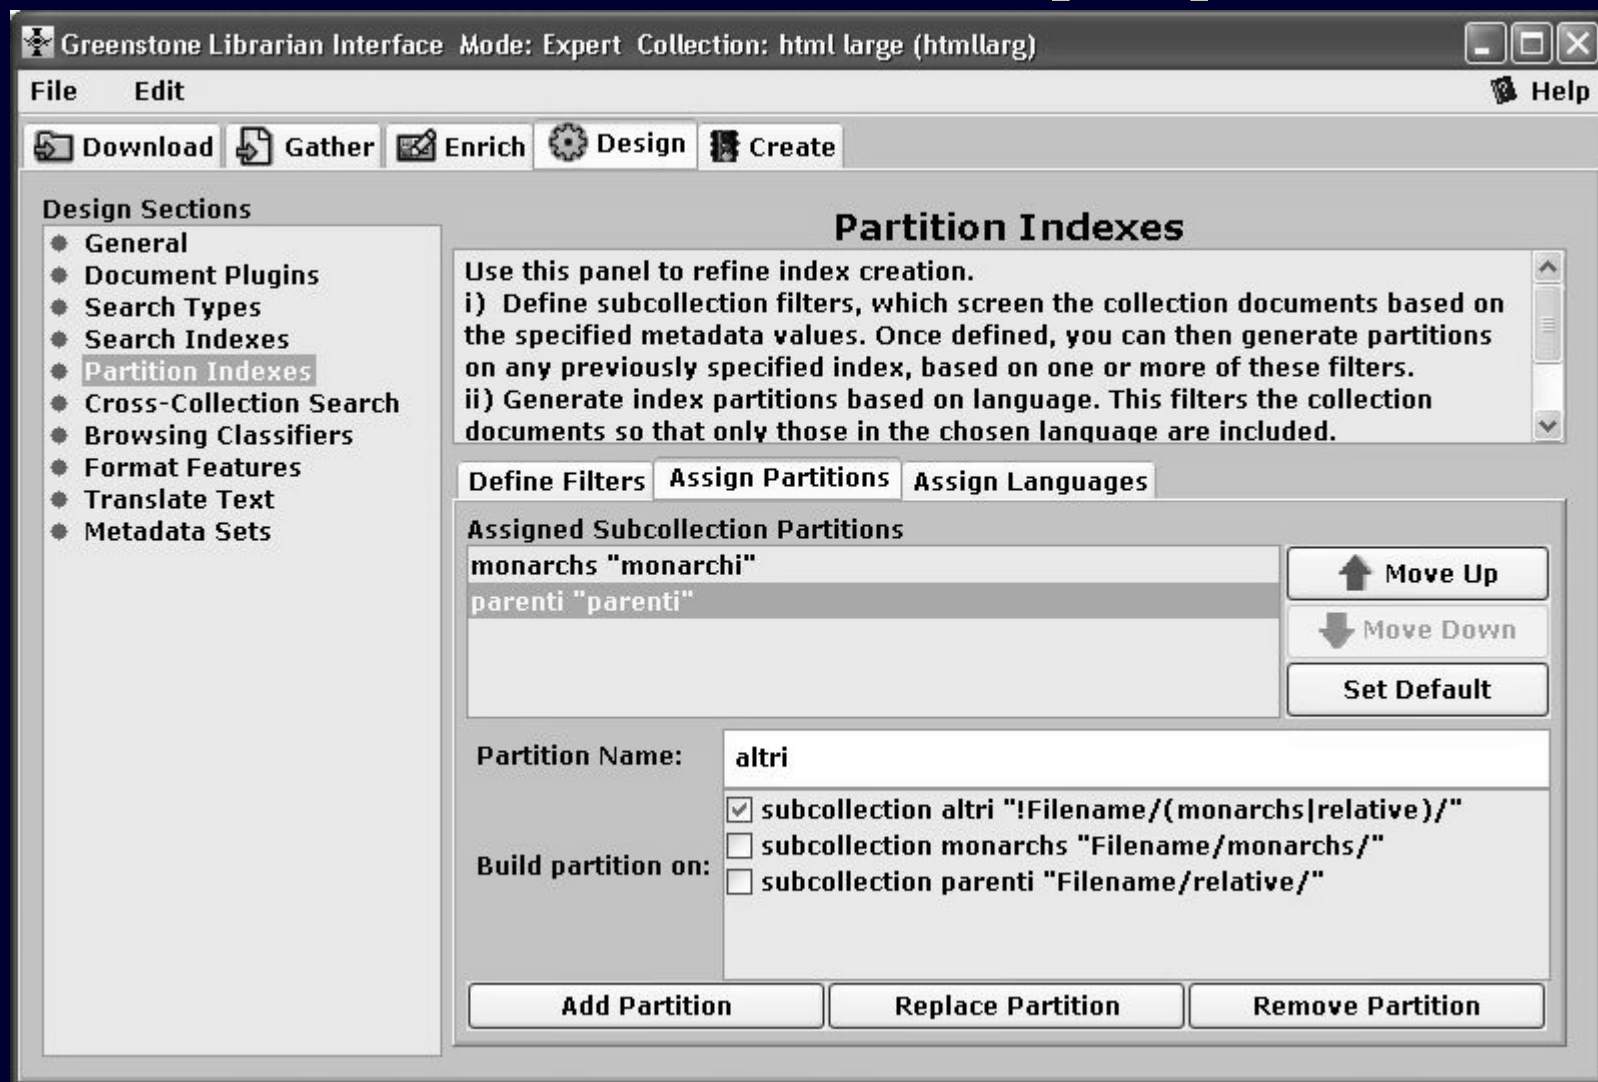 Greenstone Librarian Interface Mode: Expert Collection: html large (htmllarg)
File Edit Help
Download Gather Enrich Design Create
Design Sections
General
Document Plugins
Search Types
Search Indexes
Partition Indexes
Cross-Collection Search
Browsing Classifiers
Format Features
Translate Text
Metadata Sets
Partition Indexes
Use this panel to refine index creation.
i) Define subcollection filters, which screen the collection documents based on
the specified metadata values. Once defined, you can then generate partitions
on any previously specified index, based on one or more of these filters.
ii) Generate index partitions based on language. This filters the collection
documents so that only those in the chosen language are included.
Define Filters Assign Partitions Assign Languages
Assigned Subcollection Partitions
monarchs "monarchi"
parenti "parenti"
Move Up
Move Down
Set Default
Partition Name: altri
Build partition on:
subcollection altri "!Filename/(monarchs|relative)/"
subcollection monarchs "Filename/monarchs/"
subcollection parenti "Filename/relative/"
Add Partition Replace Partition Remove Partition